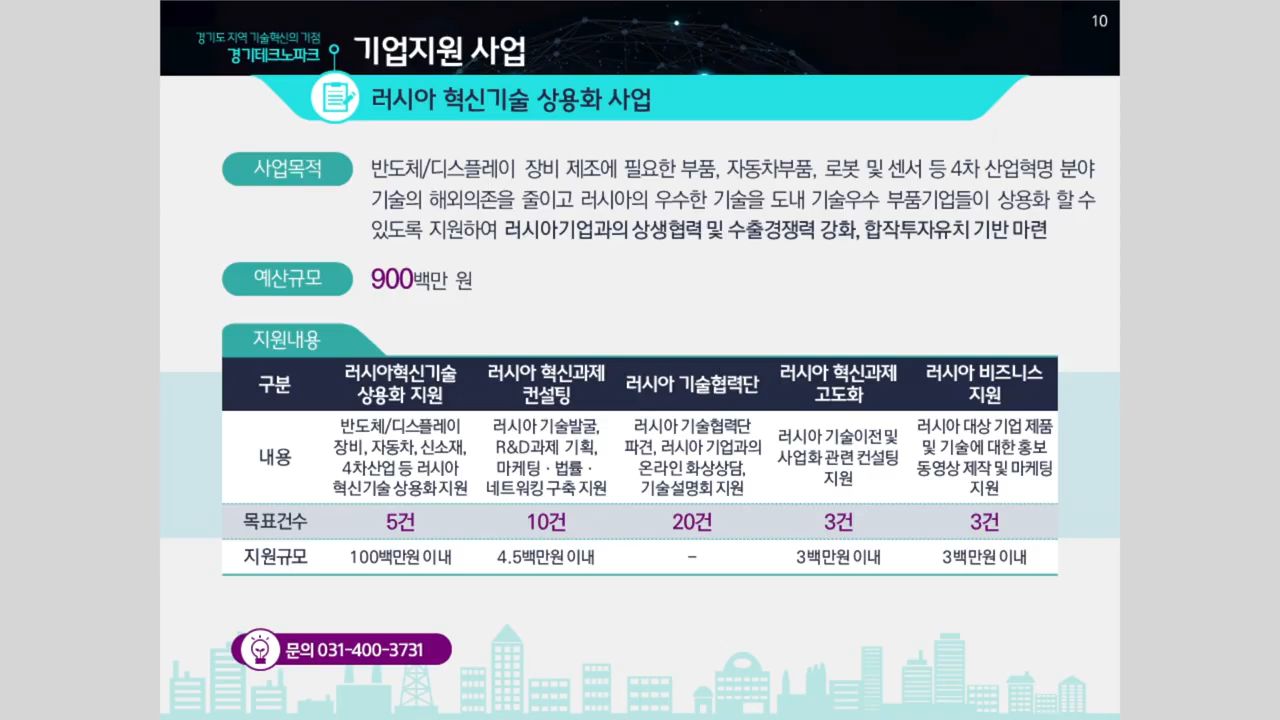 10
경기도 지역 기술혁신의 기점
경기테크노파크
기업지원 사업
러시아 혁신기술 상용화 사업
사업목적
반도체/디스플레이 장비 제조에 필요한 부품, 자동차부품, 로봇 및 센서 등 4차 산업혁명 분야
기술의 해외의존을 줄이고 러시아의 우수한 기술을 도내 기술우수 부품기업들이 상용화 할 수
있도록 지원하여 러시아기업과의 상생협력 및 수출경쟁력 강화, 합작투자유치 기반 마련
예산규모
900백만 원
지원내용
구분
러시아혁신기술
상용화 지원
러시아 혁신과제
컨설팅
러시아 기술협력단
러시아 혁신과제
고도화
러시아 비즈니스
지원
내용
반도체/디스플레이
장비, 자동차, 신소재,
4차산업 등 러시아
혁신기술 상용화 지원
러시아 기술발굴,
R&D과제 기획,
마케팅 · 법률 ·
네트워킹 구축 지원
러시아 기술협력단
파견, 러시아 기업과의
온라인 화상상담,
기술설명회 지원
러시아 기술이전 및
사업화 관련 컨설팅
지원
러시아 대상 기업 제품
및 기술에 대한 홍보
동영상 제작 및 마케팅
지원
목표건수
5건
10건
20건
3건
3건
지원규모
100백만원 이내
4.5백만원 이내
–
3백만원 이내
3백만원 이내
문의 031-400-3731